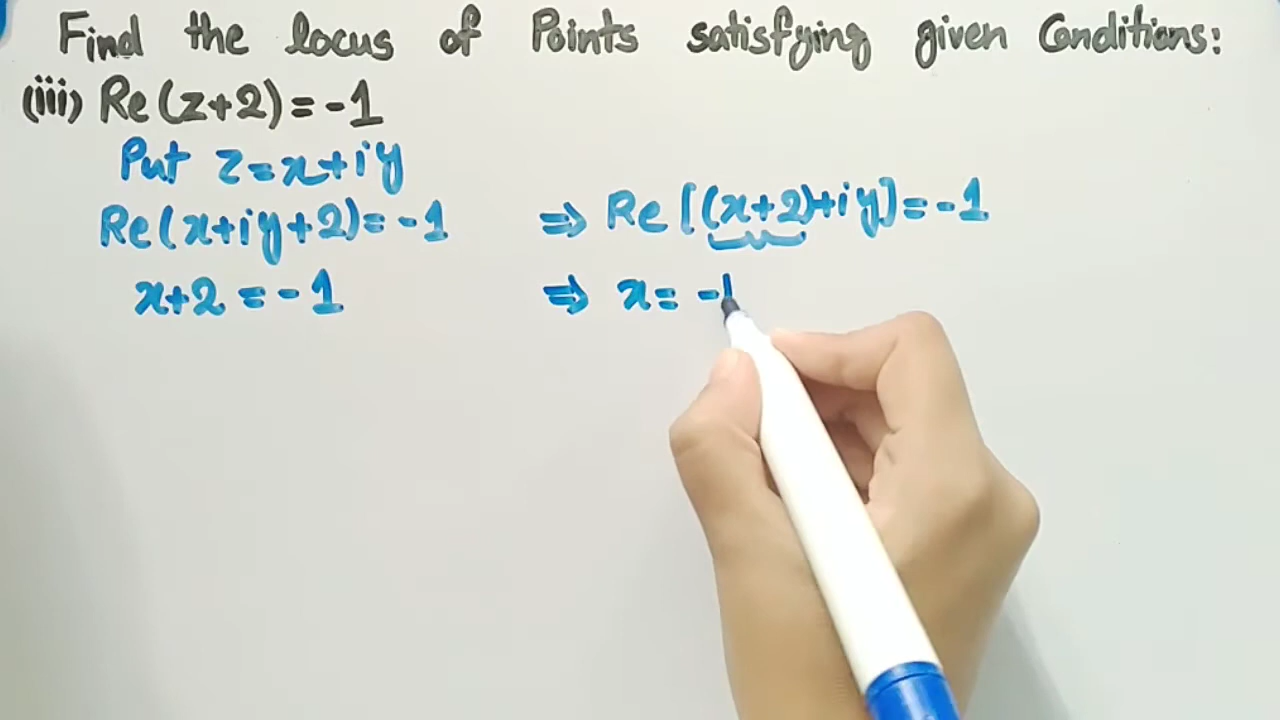 Find the locus of Points satisfying given Conditions:
(iii) Re(z+2)=-1
Put z=x+iy
Re(x+iy+2)=-1 ⇒ Re[(x+2)+iy]=-1
x+2=-1 ⇒ x=-1